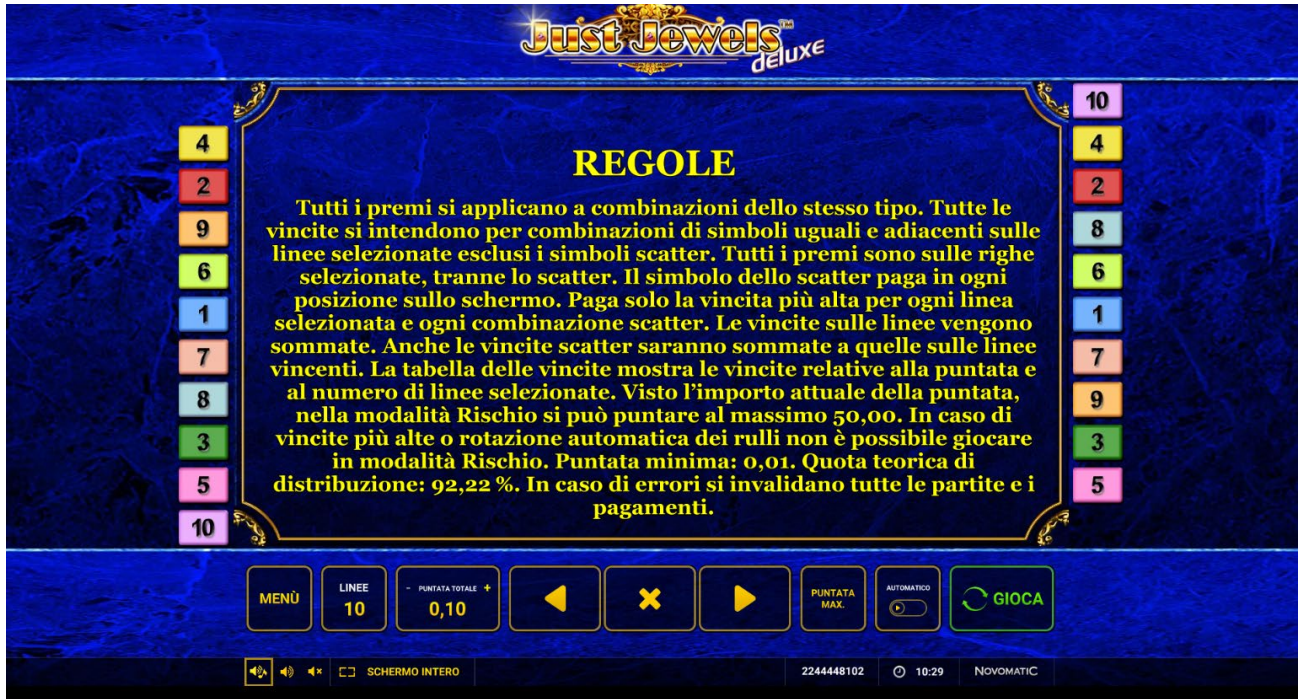 Just Jewels™
deluxe
10
4
4
2
2
9
8
6
6
1
1
7
7
8
9
3
3
5
5
10
REGOLE
Tutti i premi si applicano a combinazioni dello stesso tipo. Tutte le
vincite si intendono per combinazioni di simboli uguali e adiacenti sulle
linee selezionate esclusi i simboli scatter. Tutti i premi sono sulle righe
selezionate, tranne lo scatter. Il simbolo dello scatter paga in ogni
posizione sullo schermo. Paga solo la vincita più alta per ogni linea
selezionata e ogni combinazione scatter. Le vincite sulle linee vengono
sommate. Anche le vincite scatter saranno sommate a quelle sulle linee
vincenti. La tabella delle vincite mostra le vincite relative alla puntata e
al numero di linee selezionate. Visto l’importo attuale della puntata,
nella modalità Rischio si può puntare al massimo 50,00. In caso di
vincite più alte o rotazione automatica dei rulli non è possibile giocare
in modalità Rischio. Puntata minima: 0,01. Quota teorica di
distribuzione: 92,22 %. In caso di errori si invalidano tutte le partite e i
pagamenti.
MENÙ
LINEE
10
- PUNTATA TOTALE +
0,10
PUNTATA
MAX.
AUTOMATICO
GIOCA
SCHERMO INTERO
2244448102
10:29
NOVOMATIC